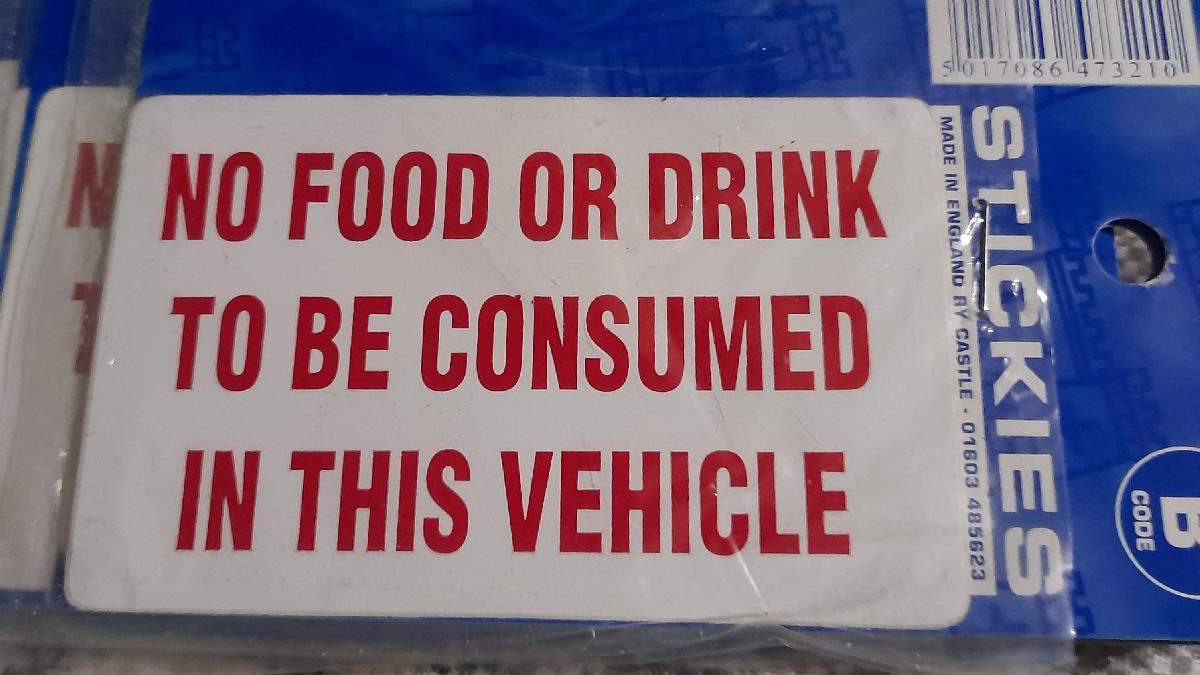 NO FOOD OR DRINK
TO BE CONSUMED
IN THIS VEHICLE
5 017086 473210
STICKIES
MADE IN ENGLAND BY CASTLE - 01603 485623
B
CODE
N
T